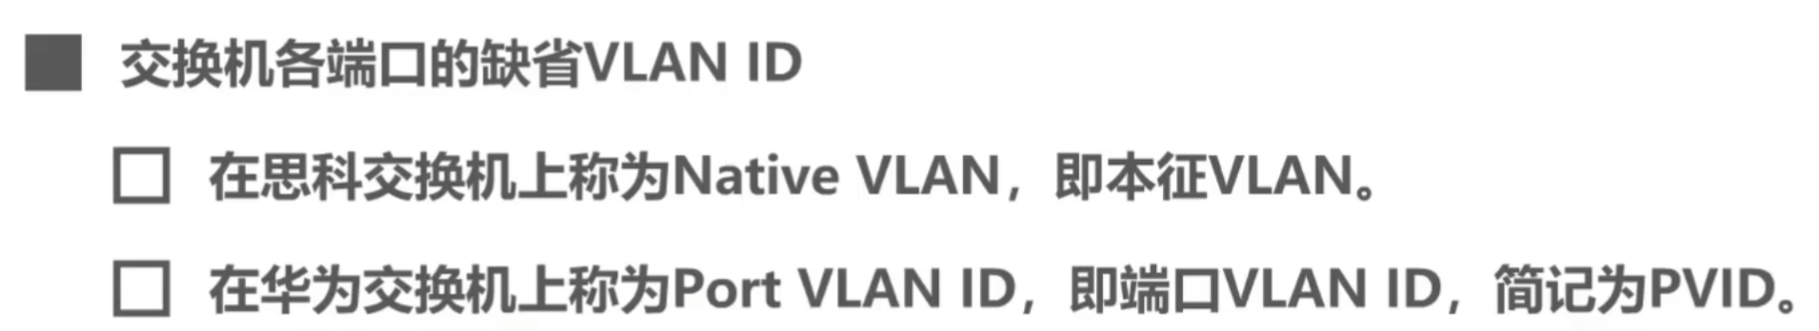 交换机各端口的缺省VLAN ID
在思科交换机上称为Native VLAN，即本征VLAN。
在华为交换机上称为Port VLAN ID，即端口VLAN ID，简记为PVID。